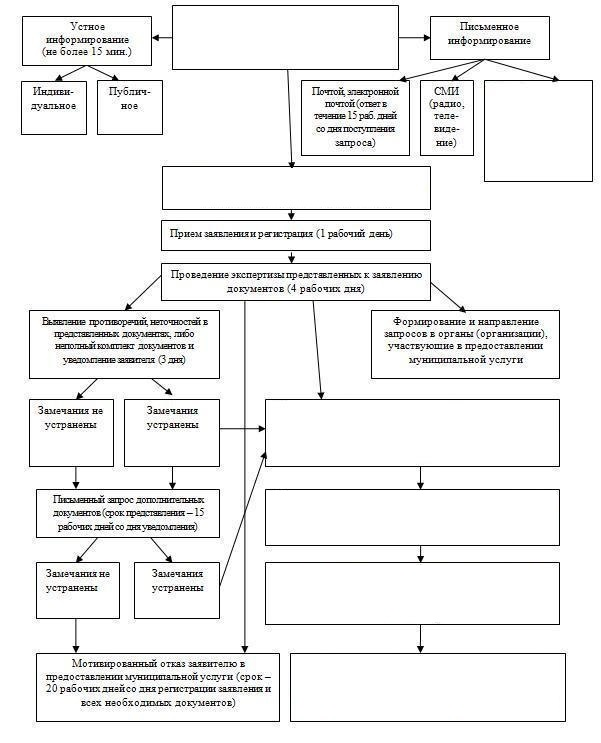 Устное
информирование
(не более 15 мин.)
Письменное
информирование
Индиви-
дуальное
Публич-
ное
Почтой, электронной
почтой (ответ в
течение 15 раб. дней
со дня поступления
запроса)
СМИ
(радио,
теле-
виде-
ние)
Прием заявления и регистрация (1 рабочий день)
Проведение экспертизы представленных к заявлению
документов (4 рабочих дня)
Выявление противоречий, неточностей в
представленных документах, либо
неполный комплект документов и
уведомление заявителя (3 дня)
Формирование и направление
запросов в органы (организации),
участвующие в предоставлении
муниципальной услуги
Замечания не
устранены
Замечания
устранены
Письменный запрос дополнительных
документов (срок представления – 15
рабочих дней со дня уведомления)
Замечания не
устранены
Замечания
устранены
Мотивированный отказ заявителю в
предоставлении муниципальной услуги (срок –
20 рабочих дней со дня регистрации заявления и
всех необходимых документов)